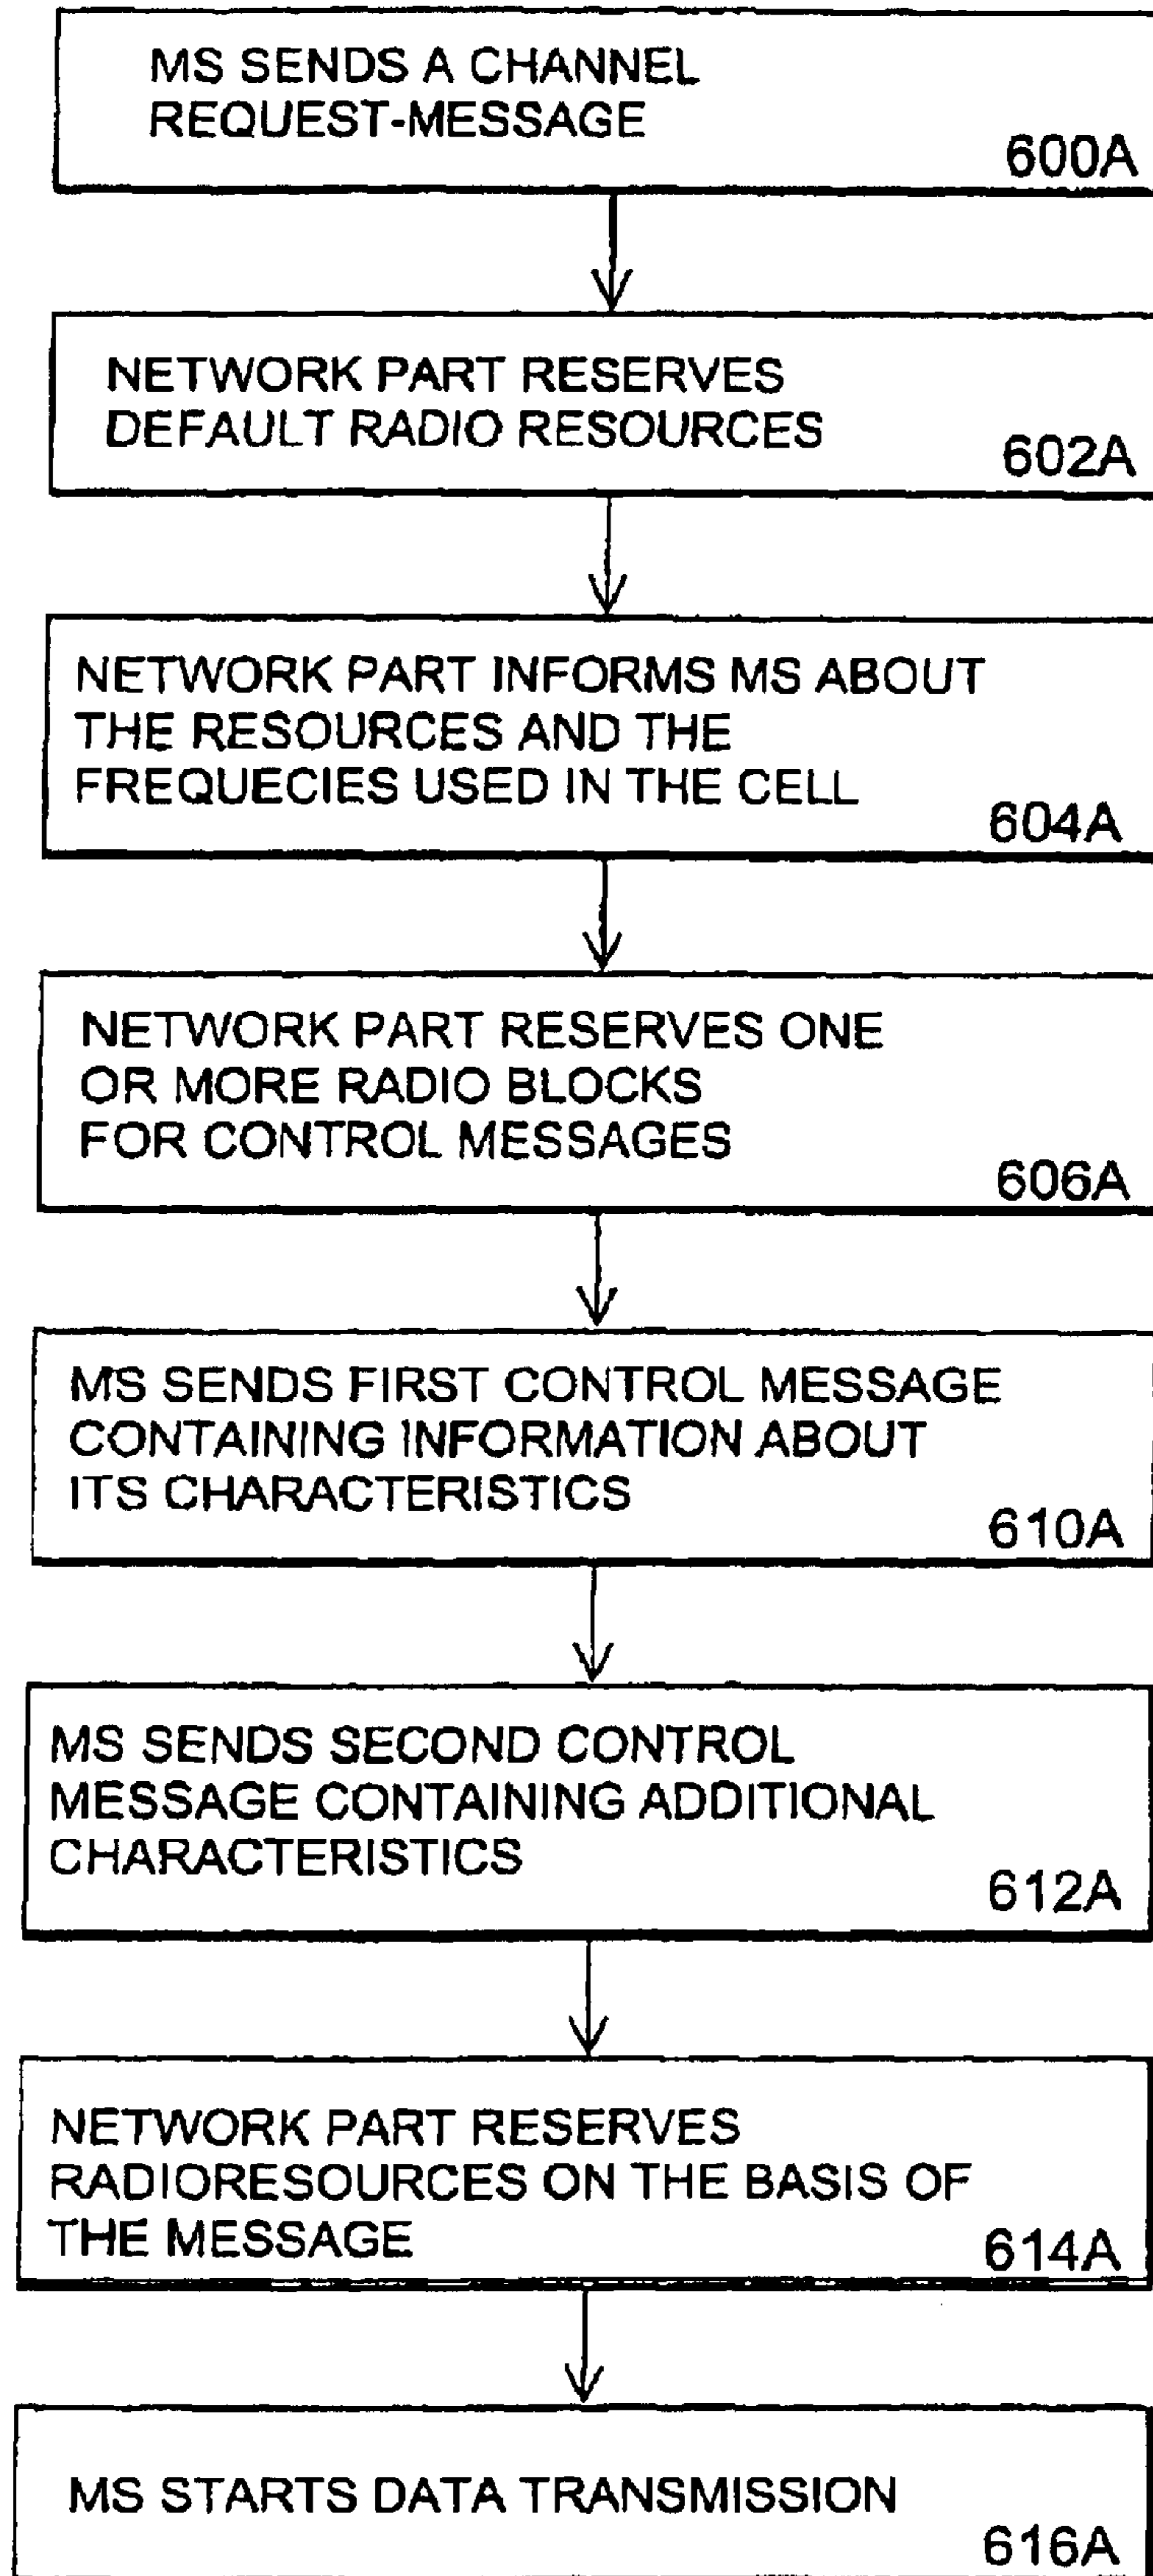 MS SENDS A CHANNEL
REQUEST-MESSAGE
600A
NETWORK PART RESERVES
DEFAULT RADIO RESOURCES
602A
NETWORK PART INFORMS MS ABOUT
THE RESOURCES AND THE
FREQUECIES USED IN THE CELL
604A
NETWORK PART RESERVES ONE
OR MORE RADIO BLOCKS
FOR CONTROL MESSAGES
606A
MS SENDS FIRST CONTROL MESSAGE
CONTAINING INFORMATION ABOUT
ITS CHARACTERISTICS
610A
MS SENDS SECOND CONTROL
MESSAGE CONTAINING ADDITIONAL
CHARACTERISTICS
612A
NETWORK PART RESERVES
RADIORESOURCES ON THE BASIS OF
THE MESSAGE
614A
MS STARTS DATA TRANSMISSION
616A